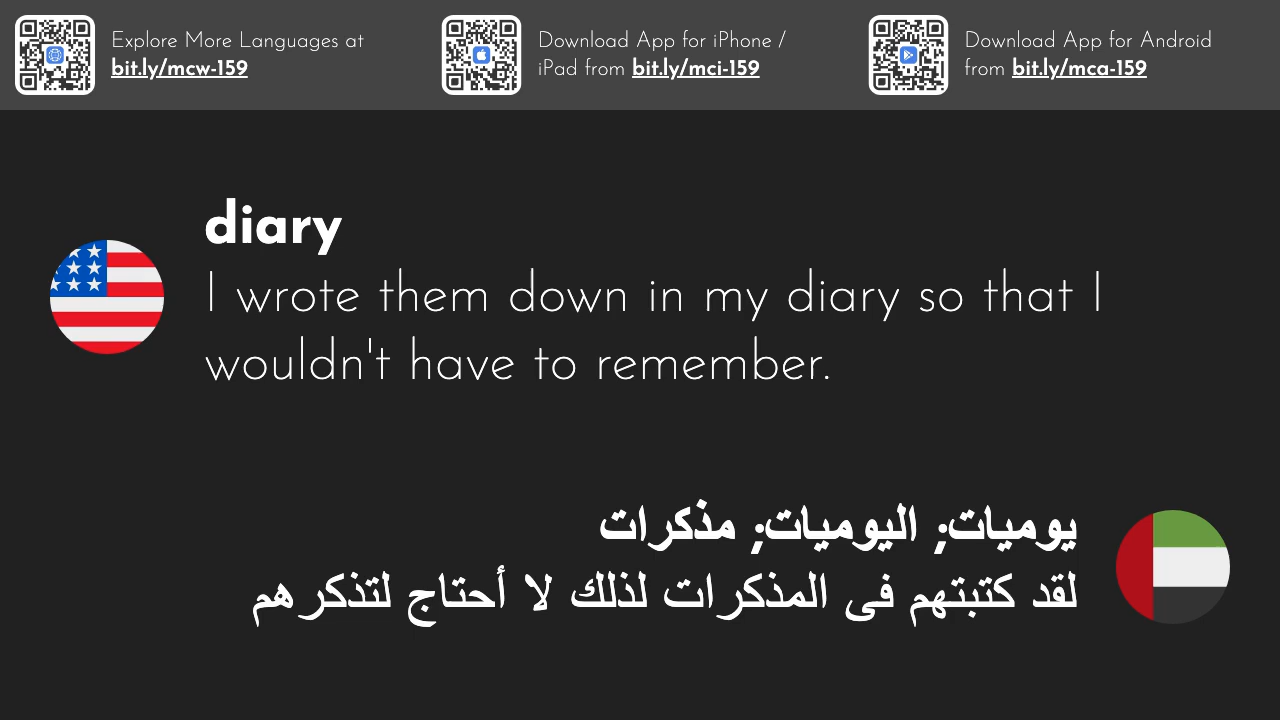 Explore More Languages at
bit.ly/mcw-159
Download App for iPhone /
iPad from bit.ly/mci-159
Download App for Android
from bit.ly/mca-159
diary
I wrote them down in my diary so that I
wouldn't have to remember.
يوميات; اليوميات; مذكرات
لقد كتبتهم فى المذكرات لذلك لا أحتاج لتذكرهم